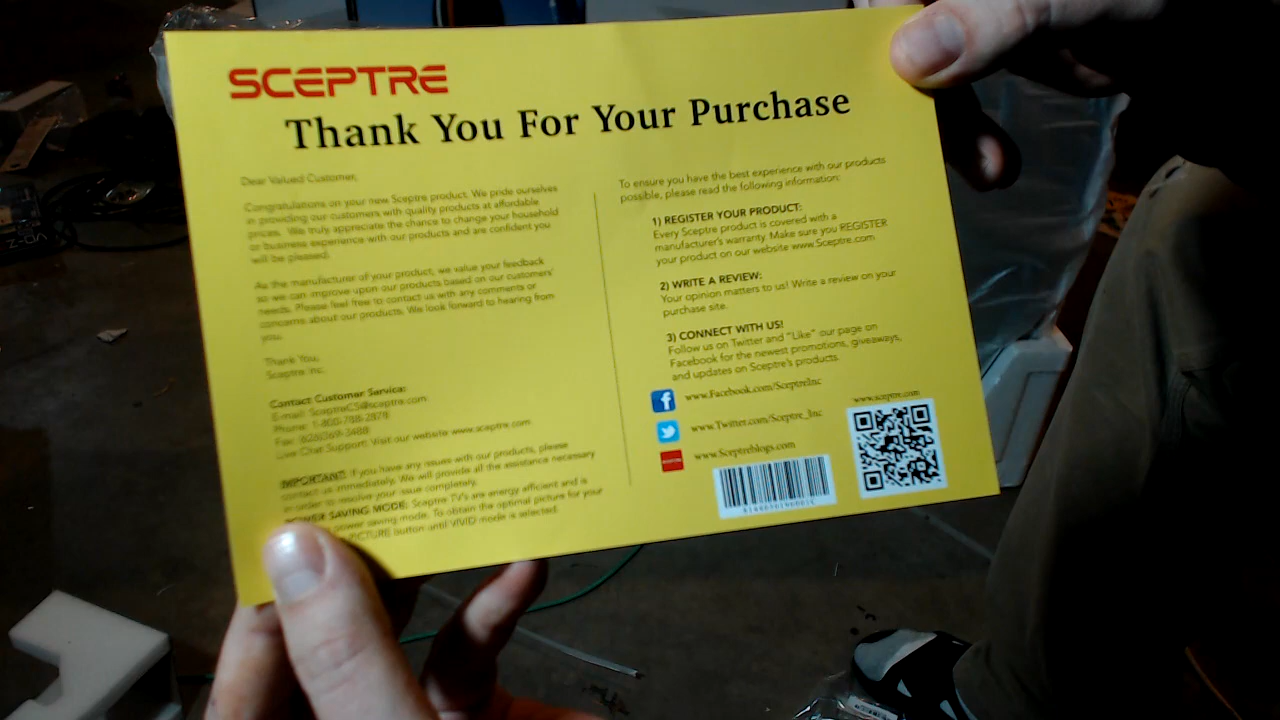 SCEPTRE
Thank You For Your Purchase
Dear Valued Customer,
Congratulations on your new Sceptre product. We pride ourselves
in providing our customers with quality products at affordable
prices. We truly appreciate the chance to change your household
or business experience with our products and are confident you
will be pleased.
As the manufacturer of your product, we value your feedback
so we can improve upon our products based on our customers'
needs. Please feel free to contact us with any comments or
concerns about our products. We look forward to hearing from
you.
Thank You,
Sceptre Inc.
Contact Customer Service:
E-mail: SceptreCS@sceptre.com
Phone: 1-800-788-2878
Fax: (626)369-3488
Live Chat Support! Visit our website www.sceptre.com
IMPORTANT! If you have any issues with our products, please
contact us immediately. We will provide all the assistance necessary
in order to resolve your issue completely.
SAVING MODE: Sceptre TV's are energy efficient and is
power saving mode. To obtain the optimal picture for your
PICTURE button until VIVID mode is selected.
To ensure you have the best experience with our products
possible, please read the following information:
1) REGISTER YOUR PRODUCT:
Every Sceptre product is covered with a
manufacturer's warranty. Make sure you REGISTER
your product on our website www.Sceptre.com
2) WRITE A REVIEW:
Your opinion matters to us! Write a review on your
purchase site.
3) CONNECT WITH US!
Follow us on Twitter and "Like" our page on
Facebook for the newest promotions, giveaways,
and updates on Sceptre's products.
www.Facebook.com/SceptreInc
www.Twitter.com/Sceptre_Inc
www.Sceptreblogs.com
www.sceptre.com